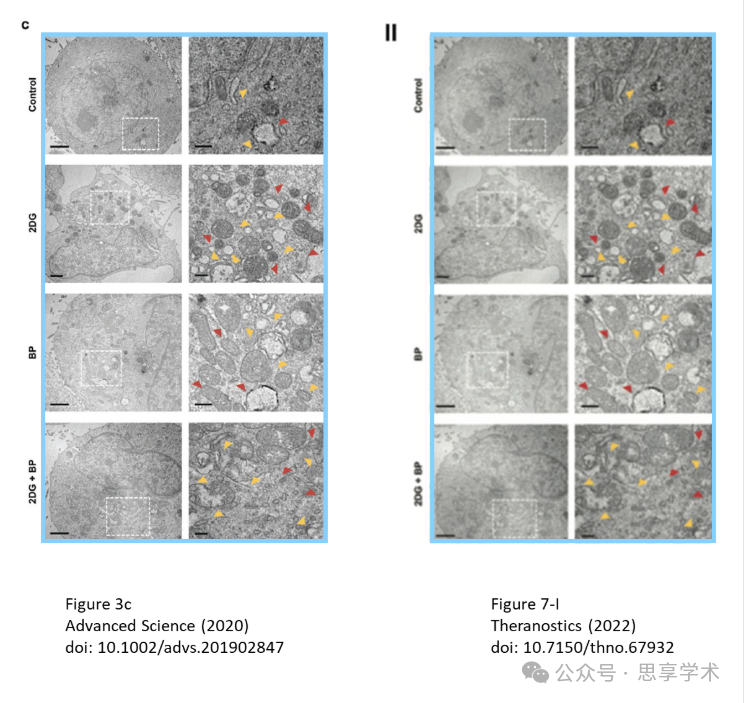 c
Control
2DG
BP
2DG + BP
II
Control
2DG
BP
2DG + BP
Figure 3c
Advanced Science (2020)
doi: 10.1002/advs.201902847
Figure 7-I
Theranostics (2022)
doi: 10.7150/thno.67932
公众号 · 思享学术